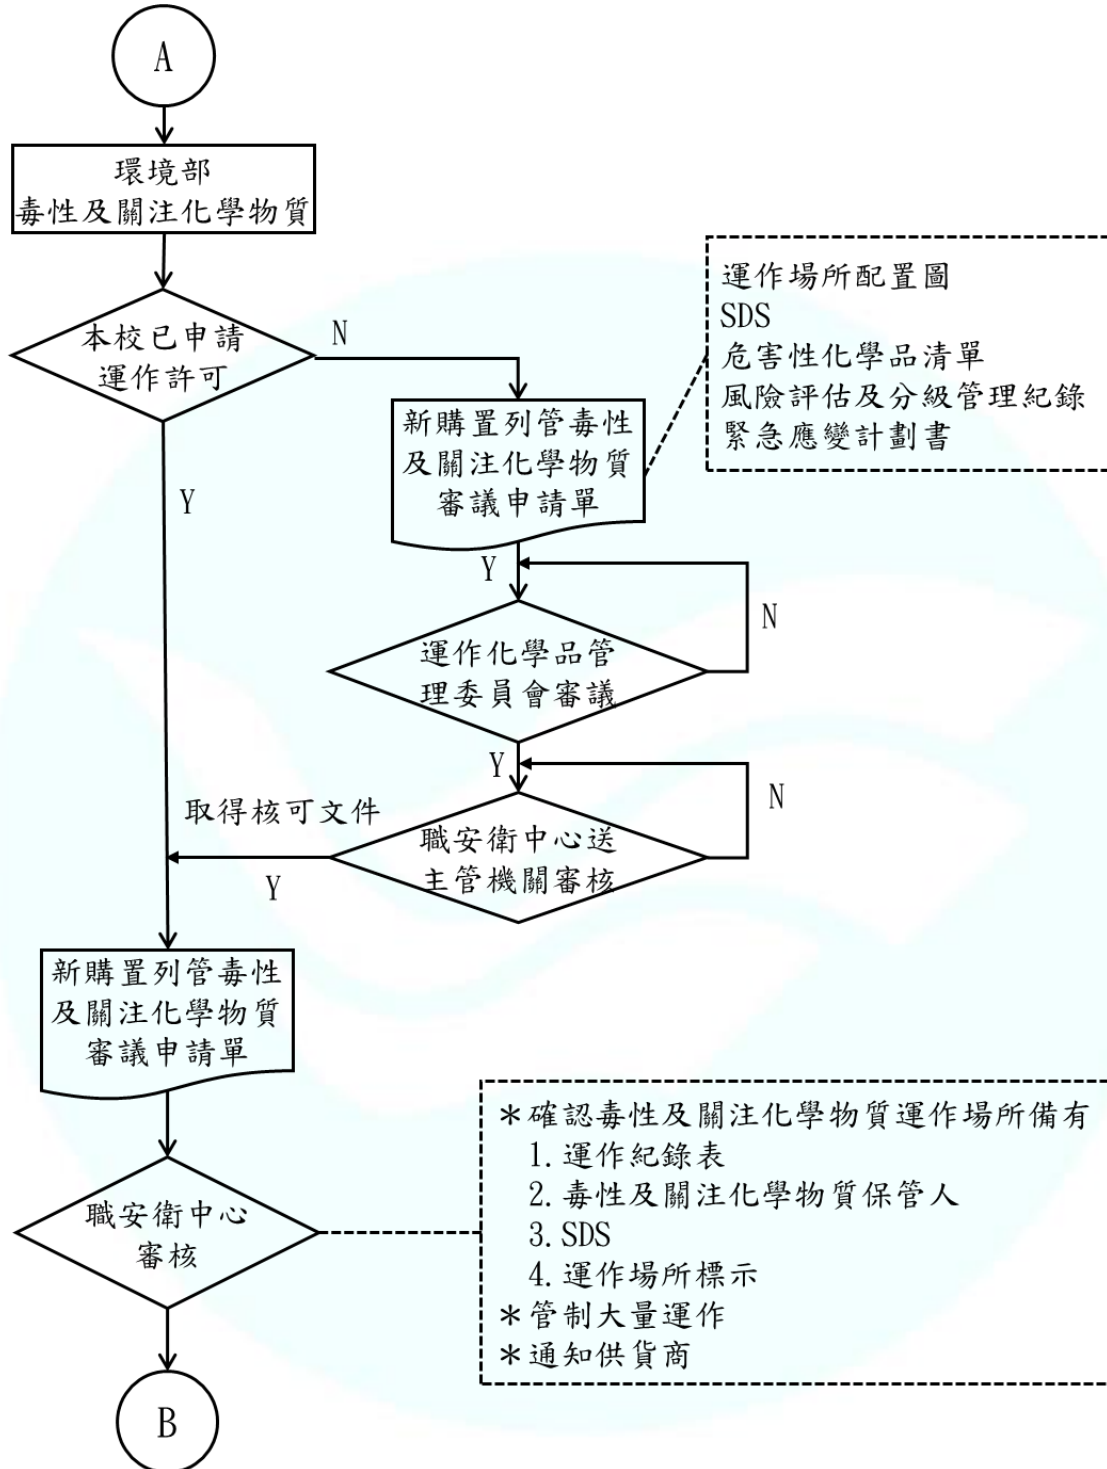 A
環境部
毒性及關注化學物質
本校已申請
運作許可
N
Y
新購置列管毒性
及關注化學物質
審議申請單
運作場所配置圖
SDS
危害性化學品清單
風險評估及分級管理紀錄
緊急應變計劃書
Y
N
運作化學品管
理委員會審議
Y
N
職安衛中心送
主管機關審核
取得核可文件
Y
新購置列管毒性
及關注化學物質
審議申請單
職安衛中心
審核
*確認毒性及關注化學物質運作場所備有
1.運作紀錄表
2.毒性及關注化學物質保管人
3.SDS
4.運作場所標示
*管制大量運作
*通知供貨商
B